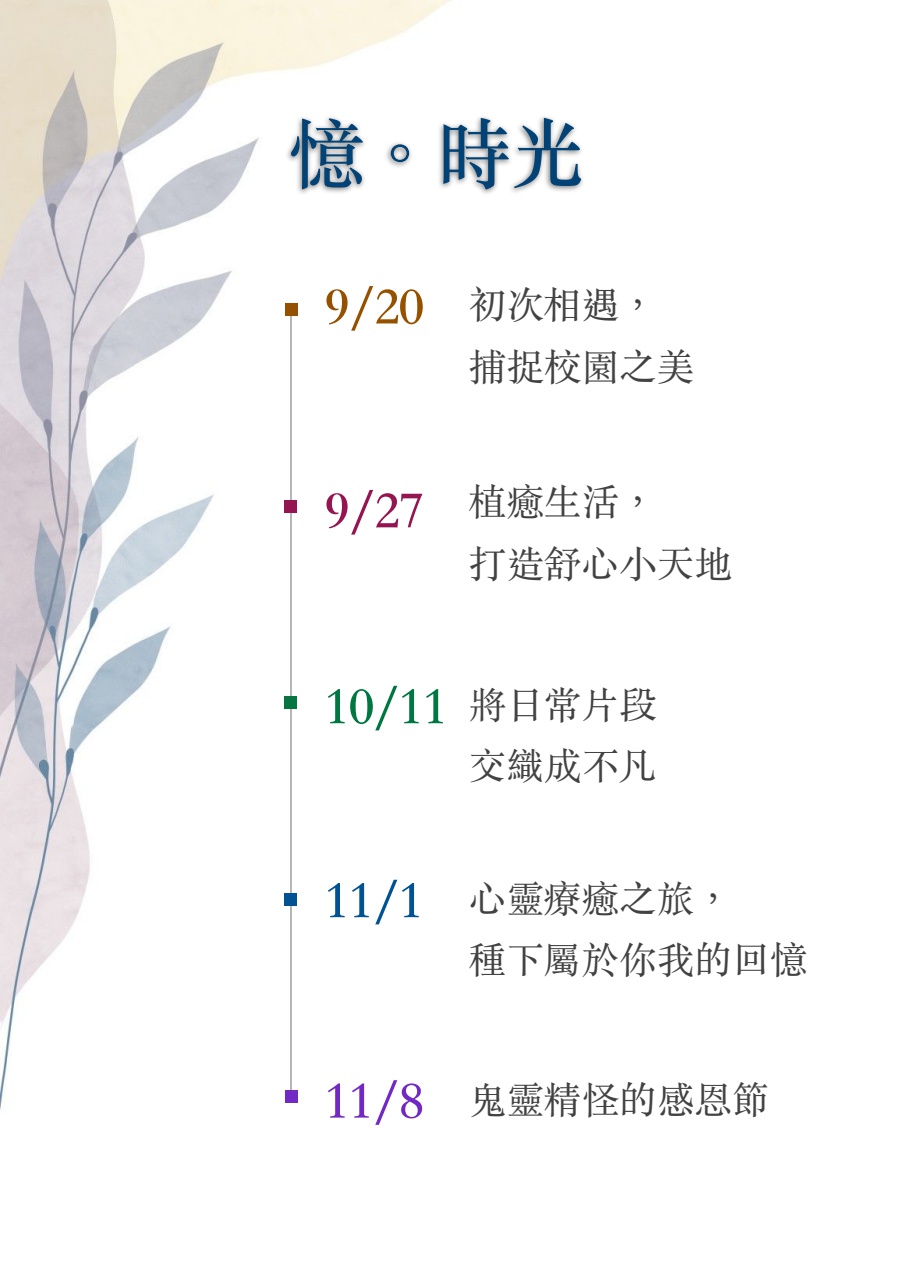 憶。時光
9/20 初次相遇，
捕捉校園之美
9/27 植癒生活，
打造舒心小天地
10/11 將日常片段
交織成不凡
11/1 心靈療癒之旅，
種下屬於你我的回憶
11/8 鬼靈精怪的感恩節